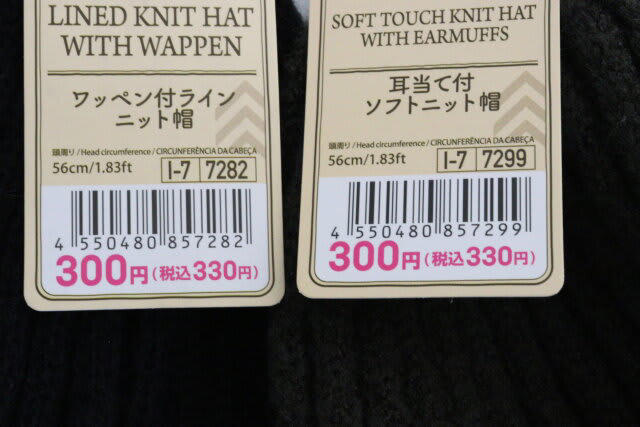 LINED KNIT HAT
WITH WAPPEN
ワッペン付ライン
ニット帽
頭周り/Head circumference/CIRCUNFERÊNCIA DA CABEÇA
56cm/1.83ft
I-7 7282
4 550480 857282
300円(税込330円)
SOFT TOUCH KNIT HAT
WITH EARMUFFS
耳当て付
ソフトニット帽
頭周り/Head circumference/CIRCUNFERÊNCIA DA CABEÇA
56cm/1.83ft
I-7 7299
4 550480 857299
300円(税込330円)